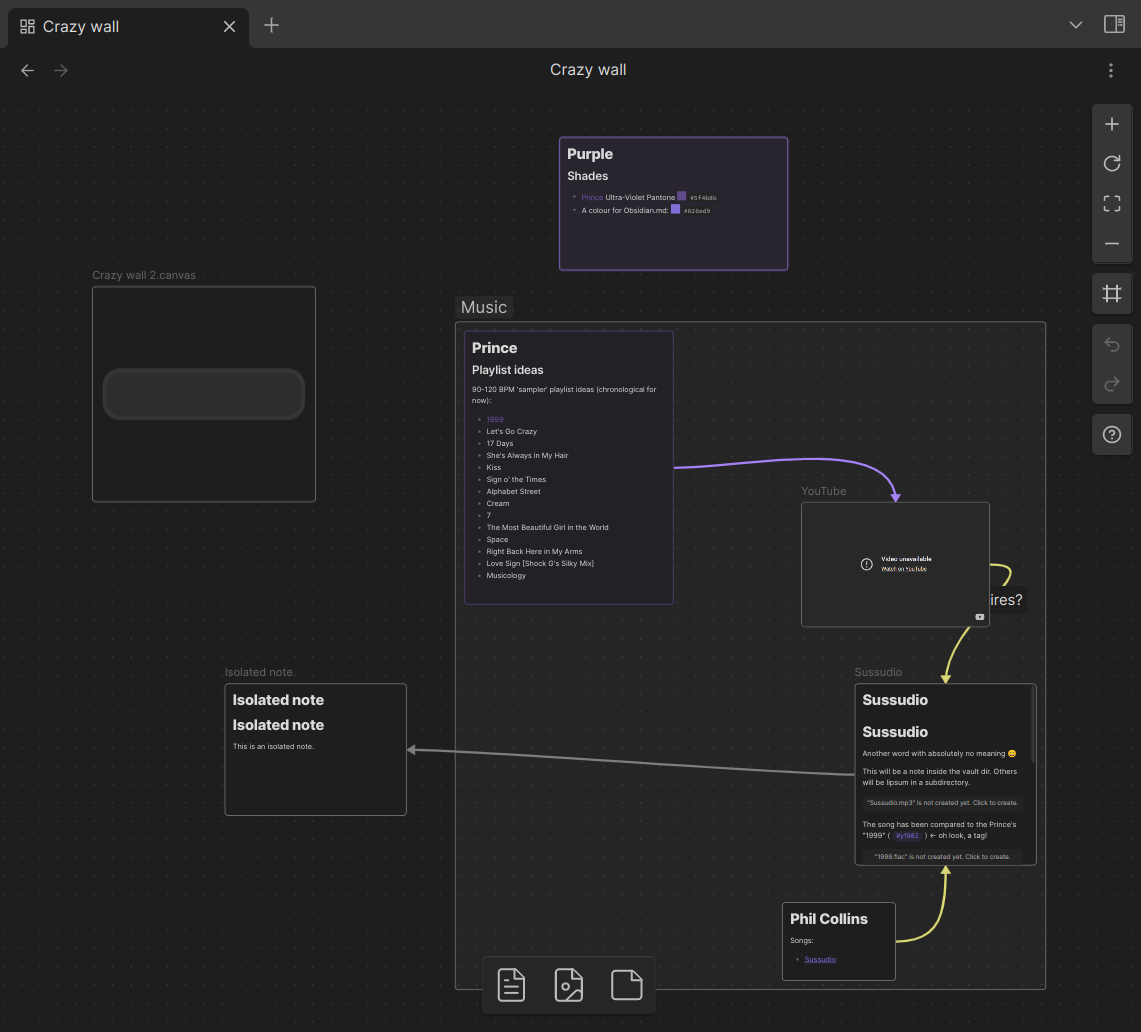 Crazy wall
Crazy wall
Purple
Shades
Prince Ultra-Violet Pantone #5f4b8b
A colour for Obsidian.md: #826ed9
Crazy wall 2.canvas
Music
Prince
Playlist ideas
90-120 BPM 'sampler' playlist ideas (chronological for
now):
1999
Let's Go Crazy
17 Days
She's Always in My Hair
Kiss
Sign o' the Times
Alphabet Street
Cream
7
The Most Beautiful Girl in the World
Space
Right Back Here in My Arms
Love Sign [Shock G's Silky Mix]
Musicology
YouTube
Video unavailable
Watch on YouTube
ires?
Isolated note
Isolated note
Isolated note
This is an isolated note.
Sussudio
Sussudio
Sussudio
Another word with absolutely no meaning 😄
This will be a note inside the vault dir. Others
will be lipsum in a subdirectory.
"Sussudio.mp3" is not created yet. Click to create.
The song has been compared to the Prince's
"1999" ( #y1982 ) ← oh look, a tag!
"1999.flac" is not created yet. Click to create.
Phil Collins
Songs:
Sussudio